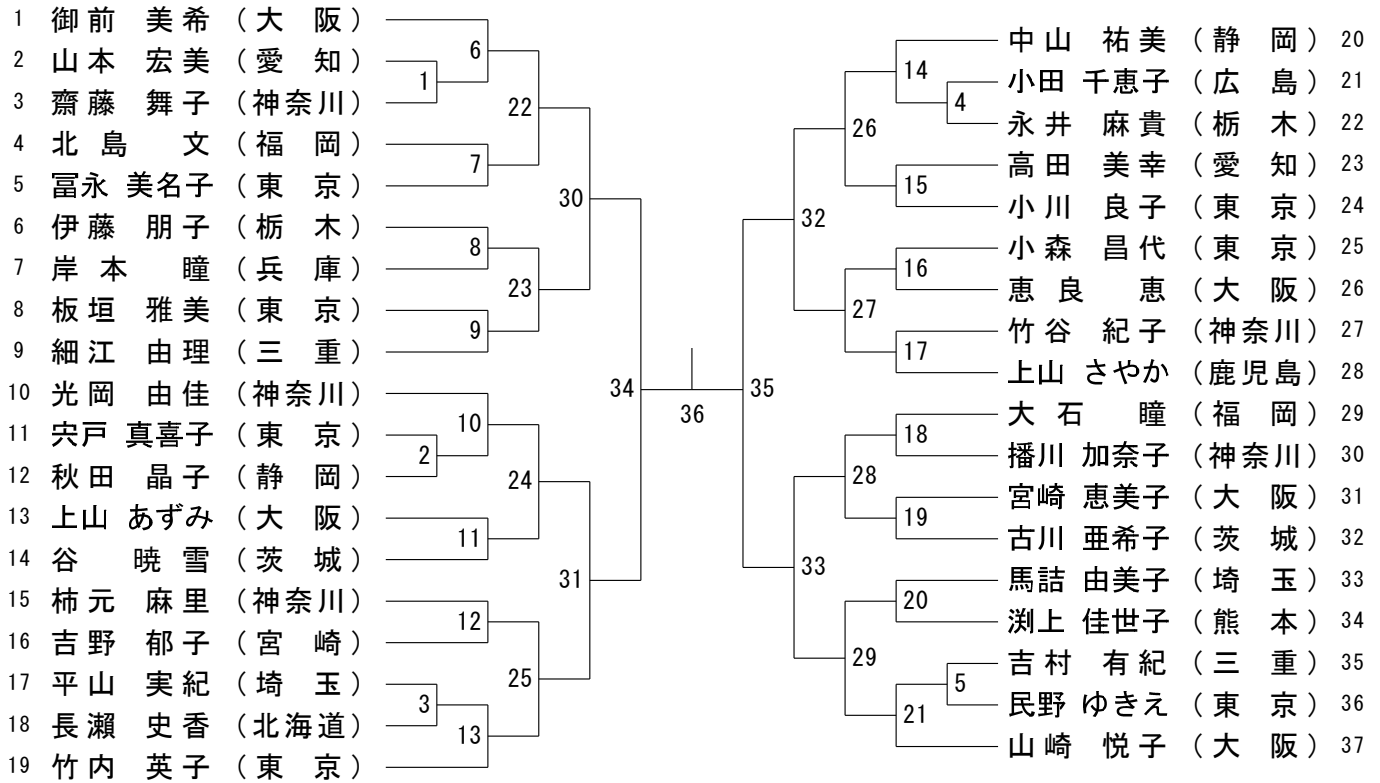 1 御前 美希 (大 阪)
2 山本 宏美 (愛 知)
3 齋藤 舞子 (神奈川)
4 北島 文 (福 岡)
5 冨永 美名子 (東 京)
6 伊藤 朋子 (栃 木)
7 岸本 瞳 (兵 庫)
8 板垣 雅美 (東 京)
9 細江 由理 (三 重)
10 光岡 由佳 (神奈川)
11 宍戸 真喜子 (東 京)
12 秋田 晶子 (静 岡)
13 上山 あずみ (大 阪)
14 谷 暁雪 (茨 城)
15 柿元 麻里 (神奈川)
16 吉野 郁子 (宮 崎)
17 平山 実紀 (埼 玉)
18 長瀬 史香 (北海道)
19 竹内 英子 (東 京)
1
2
3
6
7
8
9
10
11
12
13
22
23
24
25
30
31
34
36
35
32
33
26
27
28
29
14
15
16
17
18
19
20
21
4
5
中山 祐美 (静 岡) 20
小田 千恵子 (広 島) 21
永井 麻貴 (栃 木) 22
高田 美幸 (愛 知) 23
小川 良子 (東 京) 24
小森 昌代 (東 京) 25
恵良 恵 (大 阪) 26
竹谷 紀子 (神奈川) 27
上山 さやか (鹿児島) 28
大石 瞳 (福 岡) 29
播川 加奈子 (神奈川) 30
宮崎 恵美子 (大 阪) 31
古川 亜希子 (茨 城) 32
馬詰 由美子 (埼 玉) 33
渕上 佳世子 (熊 本) 34
吉村 有紀 (三 重) 35
民野 ゆきえ (東 京) 36
山崎 悦子 (大 阪) 37